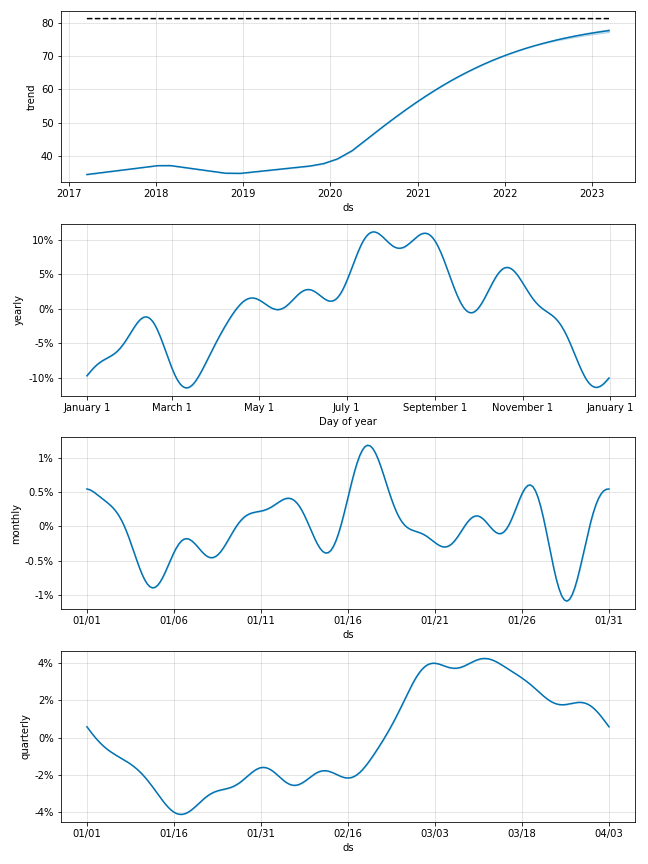 80
70
60
50
40
trend
2017 2018 2019 2020 2021 2022 2023
ds
10%
5%
0%
-5%
-10%
yearly
January 1 March 1 May 1 July 1 September 1 November 1 January 1
Day of year
1%
0.5%
0%
-0.5%
-1%
monthly
01/01 01/06 01/11 01/16 01/21 01/26 01/31
ds
4%
2%
0%
-2%
-4%
quarterly
01/01 01/16 01/31 02/16 03/03 03/18 04/03
ds